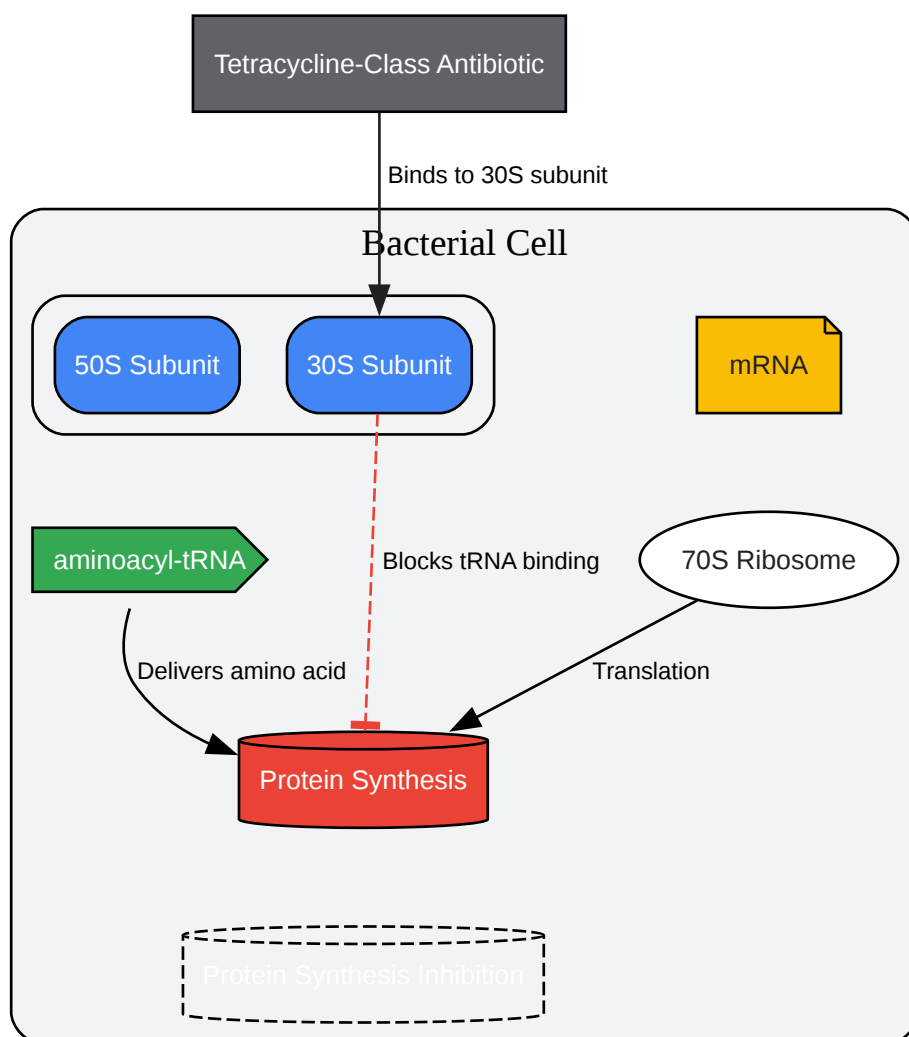 Tetracycline-Class Antibiotic
Binds to 30S subunit
Bacterial Cell
50S Subunit
30S Subunit
mRNA
aminoacyl-tRNA
Blocks tRNA binding
70S Ribosome
Delivers amino acid
Translation
Protein Synthesis
Protein Synthesis Inhibition